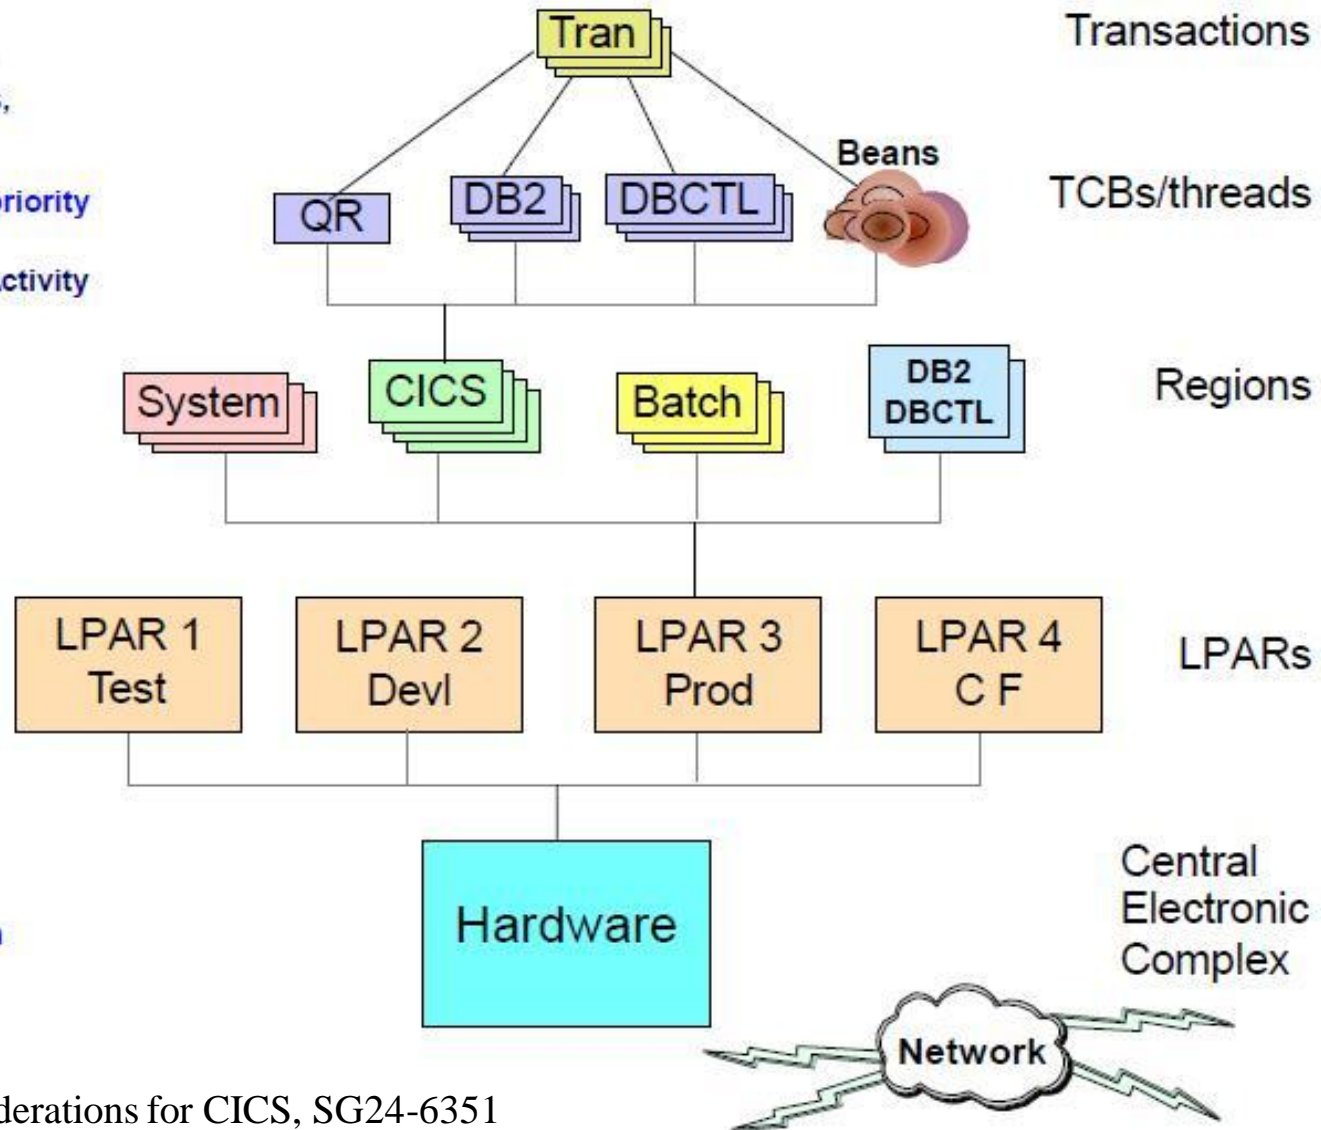 Tran
Transactions
Beans
priority
QR
DB2
DBCTL
TCBs/threads
System
CICS
Batch
DB2
DBCTL
Regions
LPAR 1
Test
LPAR 2
Devl
LPAR 3
Prod
LPAR 4
C F
LPARs
Hardware
Central
Electronic
Complex
Network
for CICS, SG24-6351